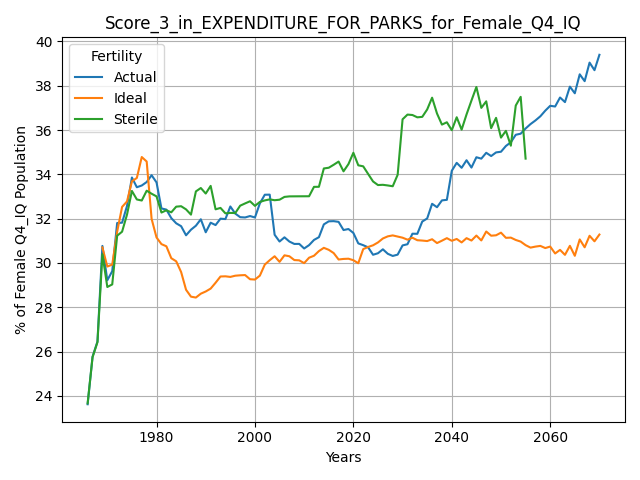 Score_3_in_EXPENDITURE_FOR_PARKS_for_Female_Q4_IQ
40
38
36
34
32
30
28
26
24
% of Female Q4_IQ Population
Fertility
Actual
Ideal
Sterile
1980
2000
2020
2040
2060
Years